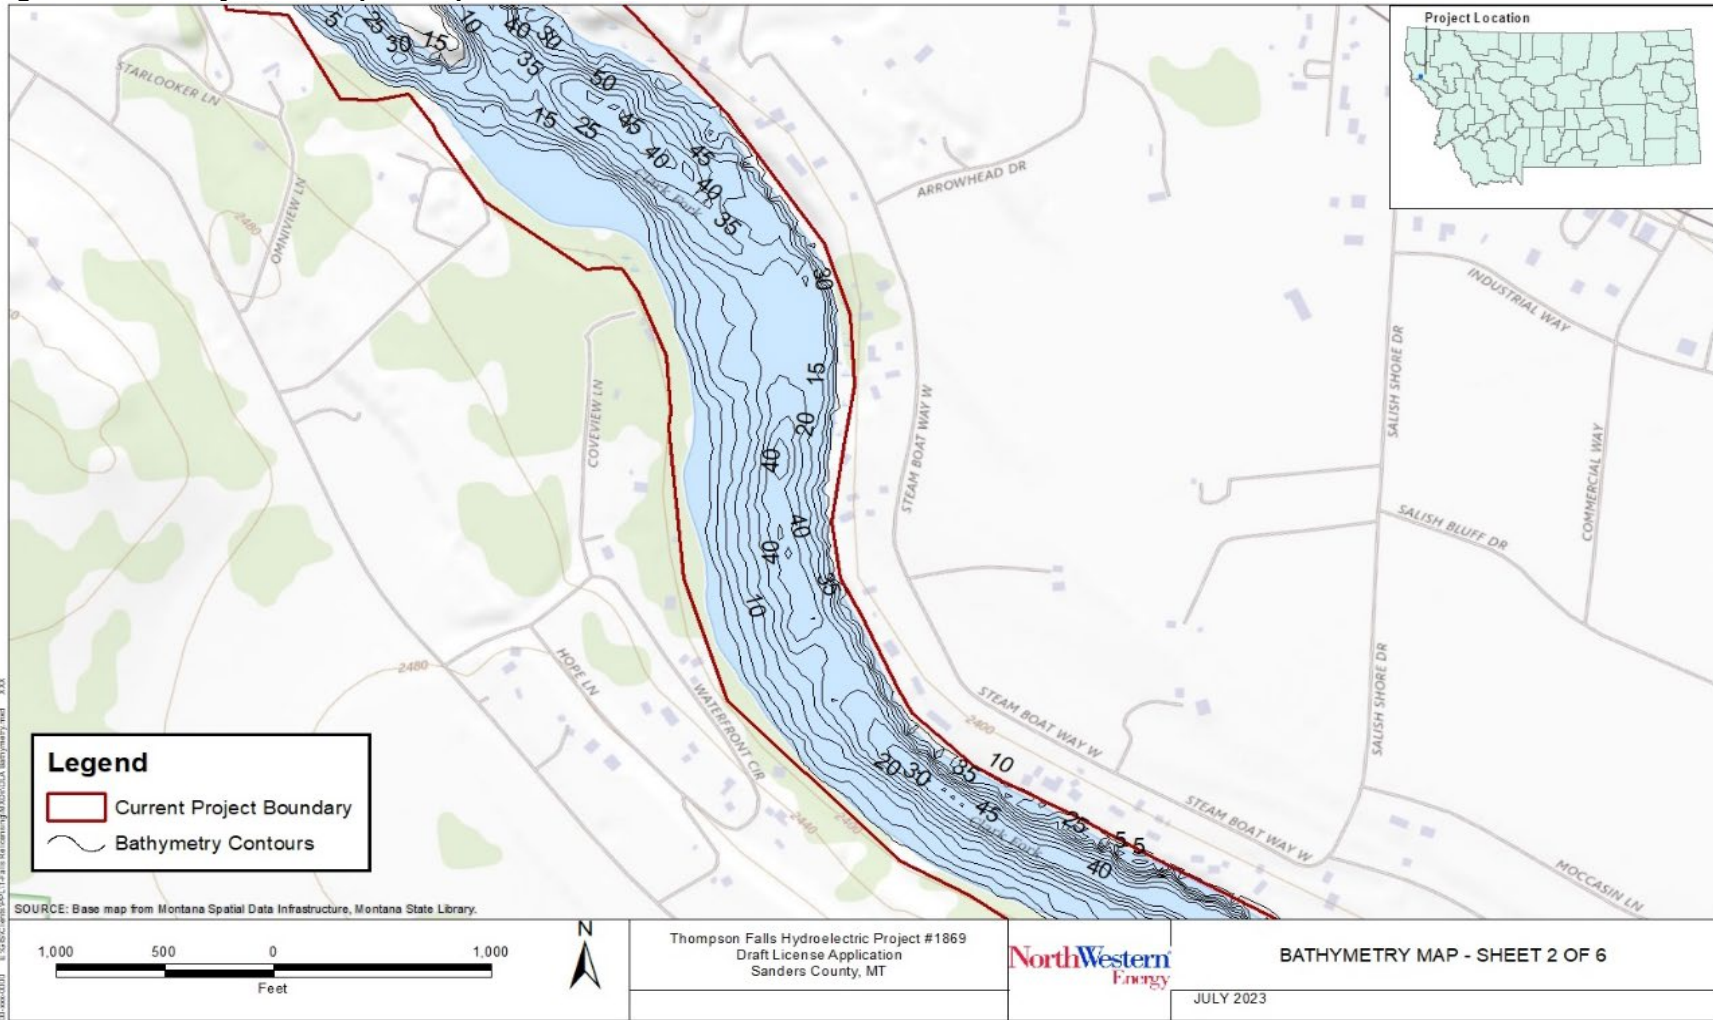 Project Location
5
25
30
15
10
40
30
35
50
15
25
45
40
45
40
35
Clark
Fork
30
15
20
40
40
40
35
10
20
30
35
10
45
25
5
5
40
Clark Fork
STARLOOKER LN
OMNIVIEW LN
2480
ARROWHEAD DR
INDUSTRIAL WAY
SALISH SHORE DR
COMMERCIAL WAY
COVEVIEW LN
STEAM BOAT WAY W
SALISH BLUFF DR
2480
HOPE LN
WATERFRONT CIR
STEAM BOAT WAY W
2400
SALISH SHORE DR
STEAM BOAT WAY W
2440
2400
MOCCASIN LN
Legend
Current Project Boundary
Bathymetry Contours
SOURCE: Base map from Montana Spatial Data Infrastructure, Montana State Library.
1,000 500 0 1,000
Feet
N
Thompson Falls Hydroelectric Project #1869
Draft License Application
Sanders County, MT
NorthWestern
Energy
BATHYMETRY MAP - SHEET 2 OF 6
JULY 2023